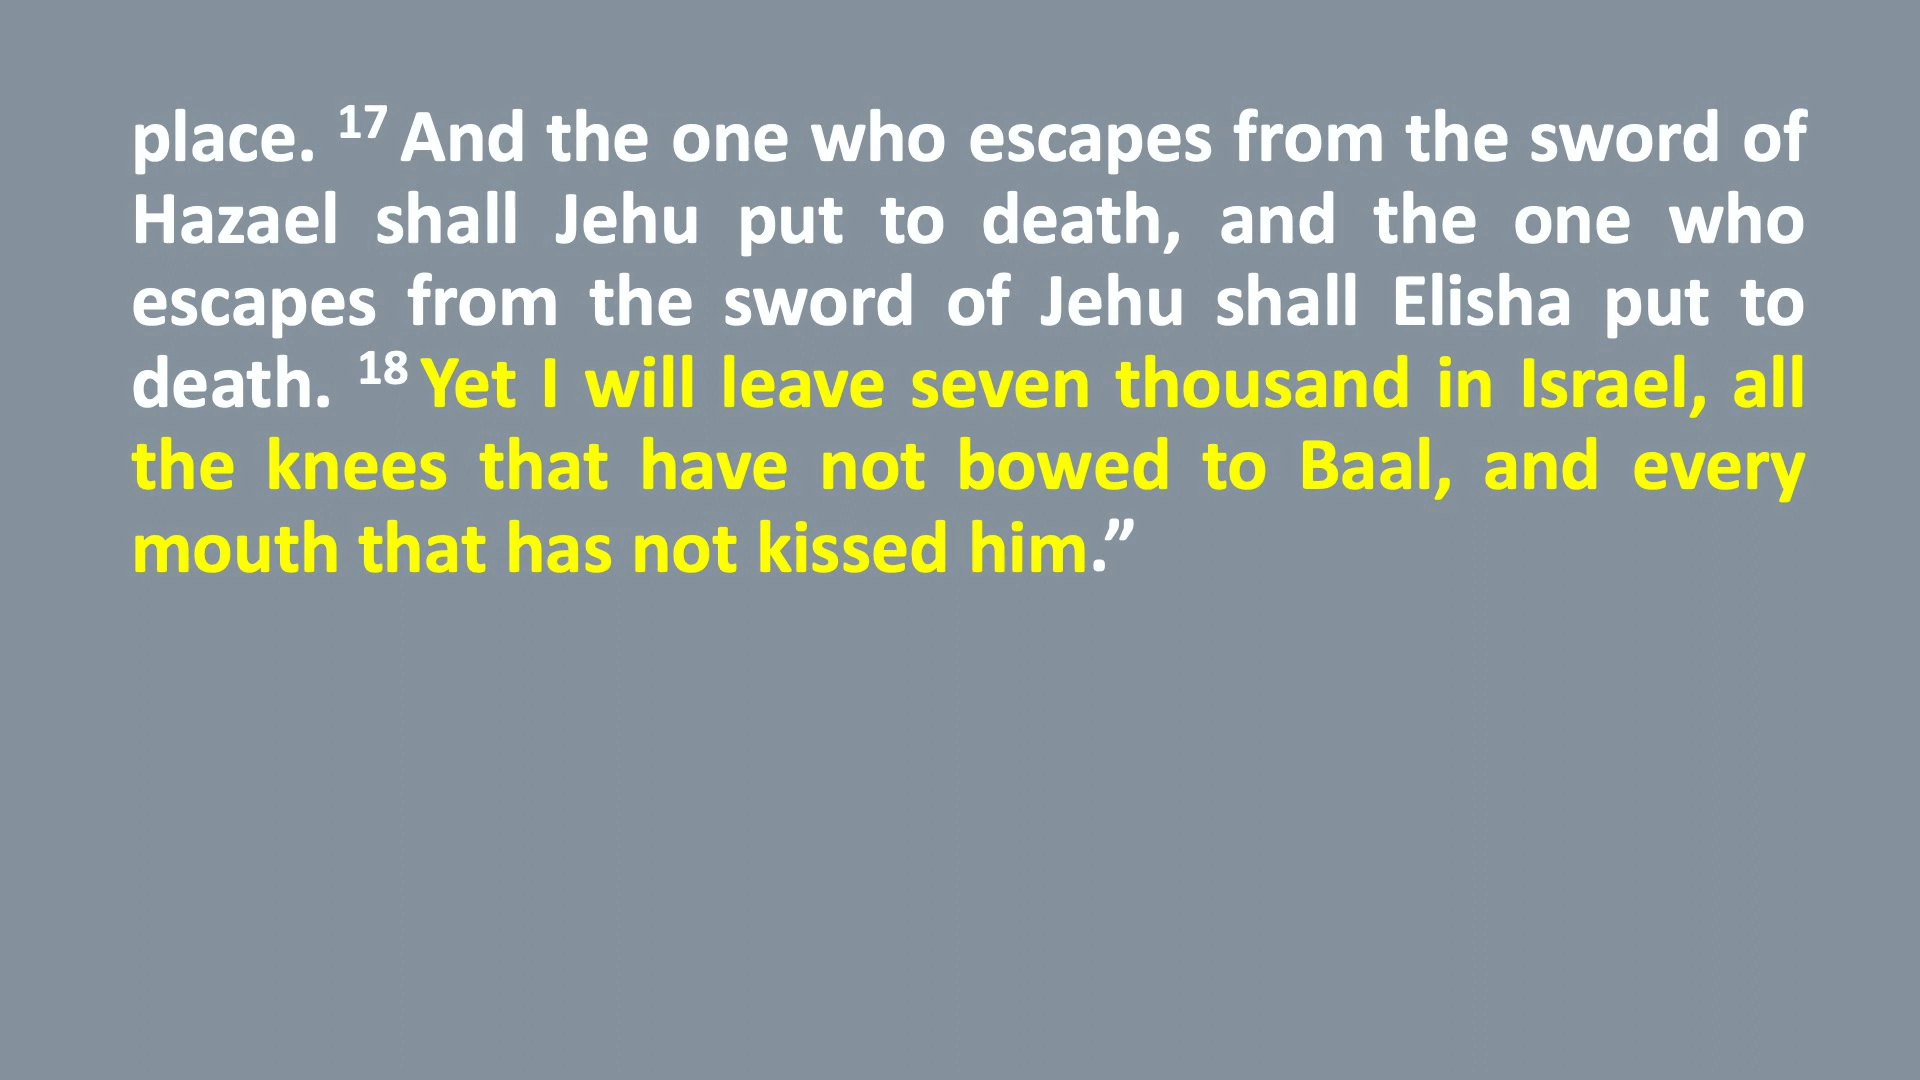 place. 17 And the one who escapes from the sword of
Hazael shall Jehu put to death, and the one who
escapes from the sword of Jehu shall Elisha put to
death. 18 Yet I will leave seven thousand in Israel, all
the knees that have not bowed to Baal, and every
mouth that has not kissed him.”